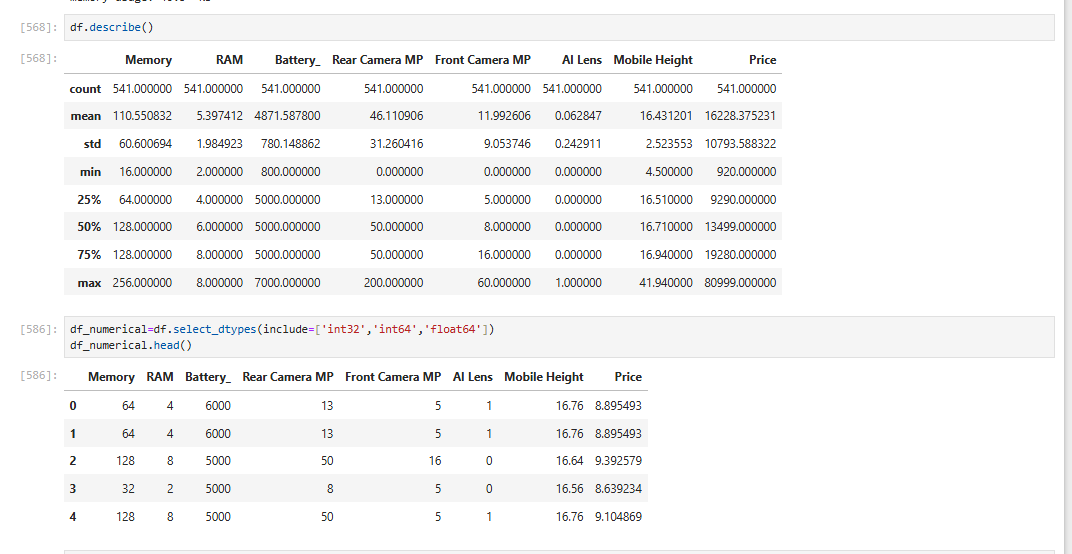 [568]: df.describe()
[568]: Memory RAM Battery_ Rear Camera MP Front Camera MP AI Lens Mobile Height Price
count 541.000000 541.000000 541.000000 541.000000 541.000000 541.000000 541.000000 541.000000
mean 110.550832 5.397412 4871.587800 46.110906 11.992606 0.062847 16.431201 16228.375231
std 60.600694 1.984923 780.148862 31.260416 9.053746 0.242911 2.523553 10793.588322
min 16.000000 2.000000 800.000000 0.000000 0.000000 0.000000 4.500000 920.000000
25% 64.000000 4.000000 5000.000000 13.000000 5.000000 0.000000 16.510000 9290.000000
50% 128.000000 6.000000 5000.000000 50.000000 8.000000 0.000000 16.710000 13499.000000
75% 128.000000 8.000000 5000.000000 50.000000 16.000000 0.000000 16.940000 19280.000000
max 256.000000 8.000000 7000.000000 200.000000 60.000000 1.000000 41.940000 80999.000000
[586]: df_numerical=df.select_dtypes(include=['int32','int64','float64'])
df_numerical.head()
[586]: Memory RAM Battery_ Rear Camera MP Front Camera MP AI Lens Mobile Height Price
0 64 4 6000 13 5 1 16.76 8.895493
1 64 4 6000 13 5 1 16.76 8.895493
2 128 8 5000 50 16 0 16.64 9.392579
3 32 2 5000 8 5 0 16.56 8.639234
4 128 8 5000 50 5 1 16.76 9.104869